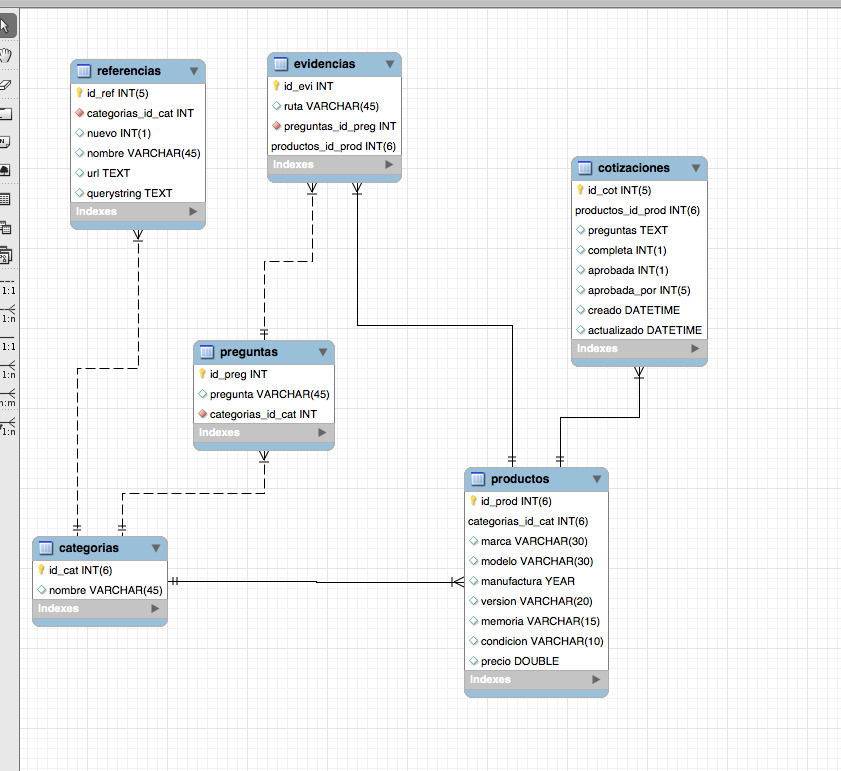 referencias
id_ref INT(5)
categorias_id_cat INT
nuevo INT(1)
nombre VARCHAR(45)
url TEXT
querystring TEXT
Indexes
evidencias
id_evi INT
ruta VARCHAR(45)
preguntas_id_preg INT
productos_id_prod INT(6)
Indexes
cotizaciones
id_cot INT(5)
productos_id_prod INT(6)
preguntas TEXT
completa INT(1)
aprobada INT(1)
aprobada_por INT(5)
creado DATETIME
actualizado DATETIME
Indexes
preguntas
id_preg INT
pregunta VARCHAR(45)
categorias_id_cat INT
Indexes
categorias
id_cat INT(6)
nombre VARCHAR(45)
Indexes
productos
id_prod INT(6)
categorias_id_cat INT(6)
marca VARCHAR(30)
modelo VARCHAR(30)
manufactura YEAR
version VARCHAR(20)
memoria VARCHAR(15)
condicion VARCHAR(10)
precio DOUBLE
Indexes
1:1
1:n
1:1
1:n
n:m
1:n